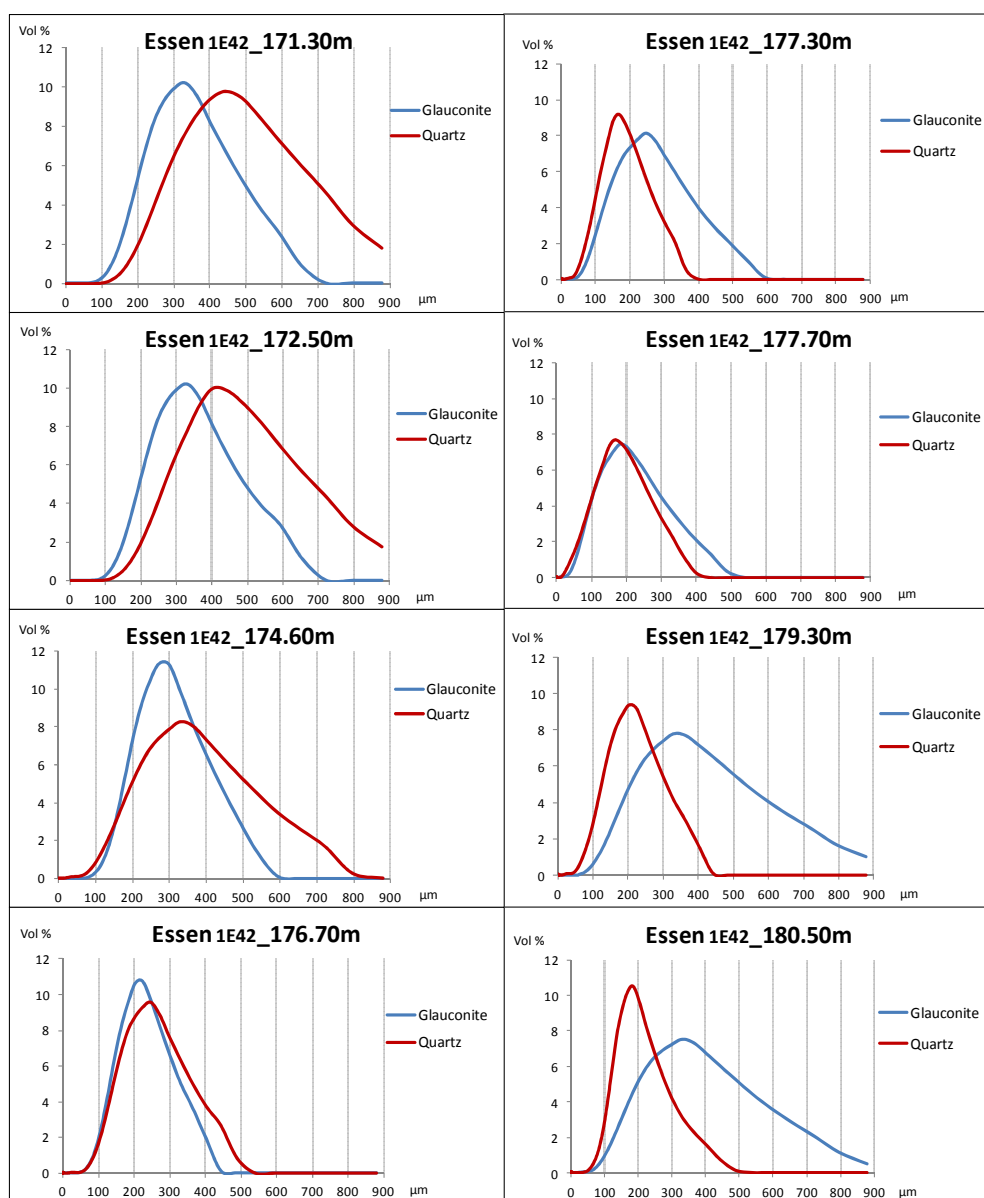 Essen 1E42_171.30m
Vol %
12
10
8
6
4
2
0
0 100 200 300 400 500 600 700 800 900 µm
Glauconite
Quartz
Essen 1E42_177.30m
Vol %
12
10
8
6
4
2
0
0 100 200 300 400 500 600 700 800 900 µm
Glauconite
Quartz
Essen 1E42_172.50m
Vol %
12
10
8
6
4
2
0
0 100 200 300 400 500 600 700 800 900 µm
Glauconite
Quartz
Essen 1E42_177.70m
Vol %
12
10
8
6
4
2
0
0 100 200 300 400 500 600 700 800 900 µm
Glauconite
Quartz
Essen 1E42_174.60m
Vol %
12
10
8
6
4
2
0
0 100 200 300 400 500 600 700 800 900 µm
Glauconite
Quartz
Essen 1E42_179.30m
Vol %
12
10
8
6
4
2
0
0 100 200 300 400 500 600 700 800 900 µm
Glauconite
Quartz
Essen 1E42_176.70m
Vol %
12
10
8
6
4
2
0
0 100 200 300 400 500 600 700 800 900 µm
Glauconite
Quartz
Essen 1E42_180.50m
Vol %
12
10
8
6
4
2
0
0 100 200 300 400 500 600 700 800 900 µm
Glauconite
Quartz